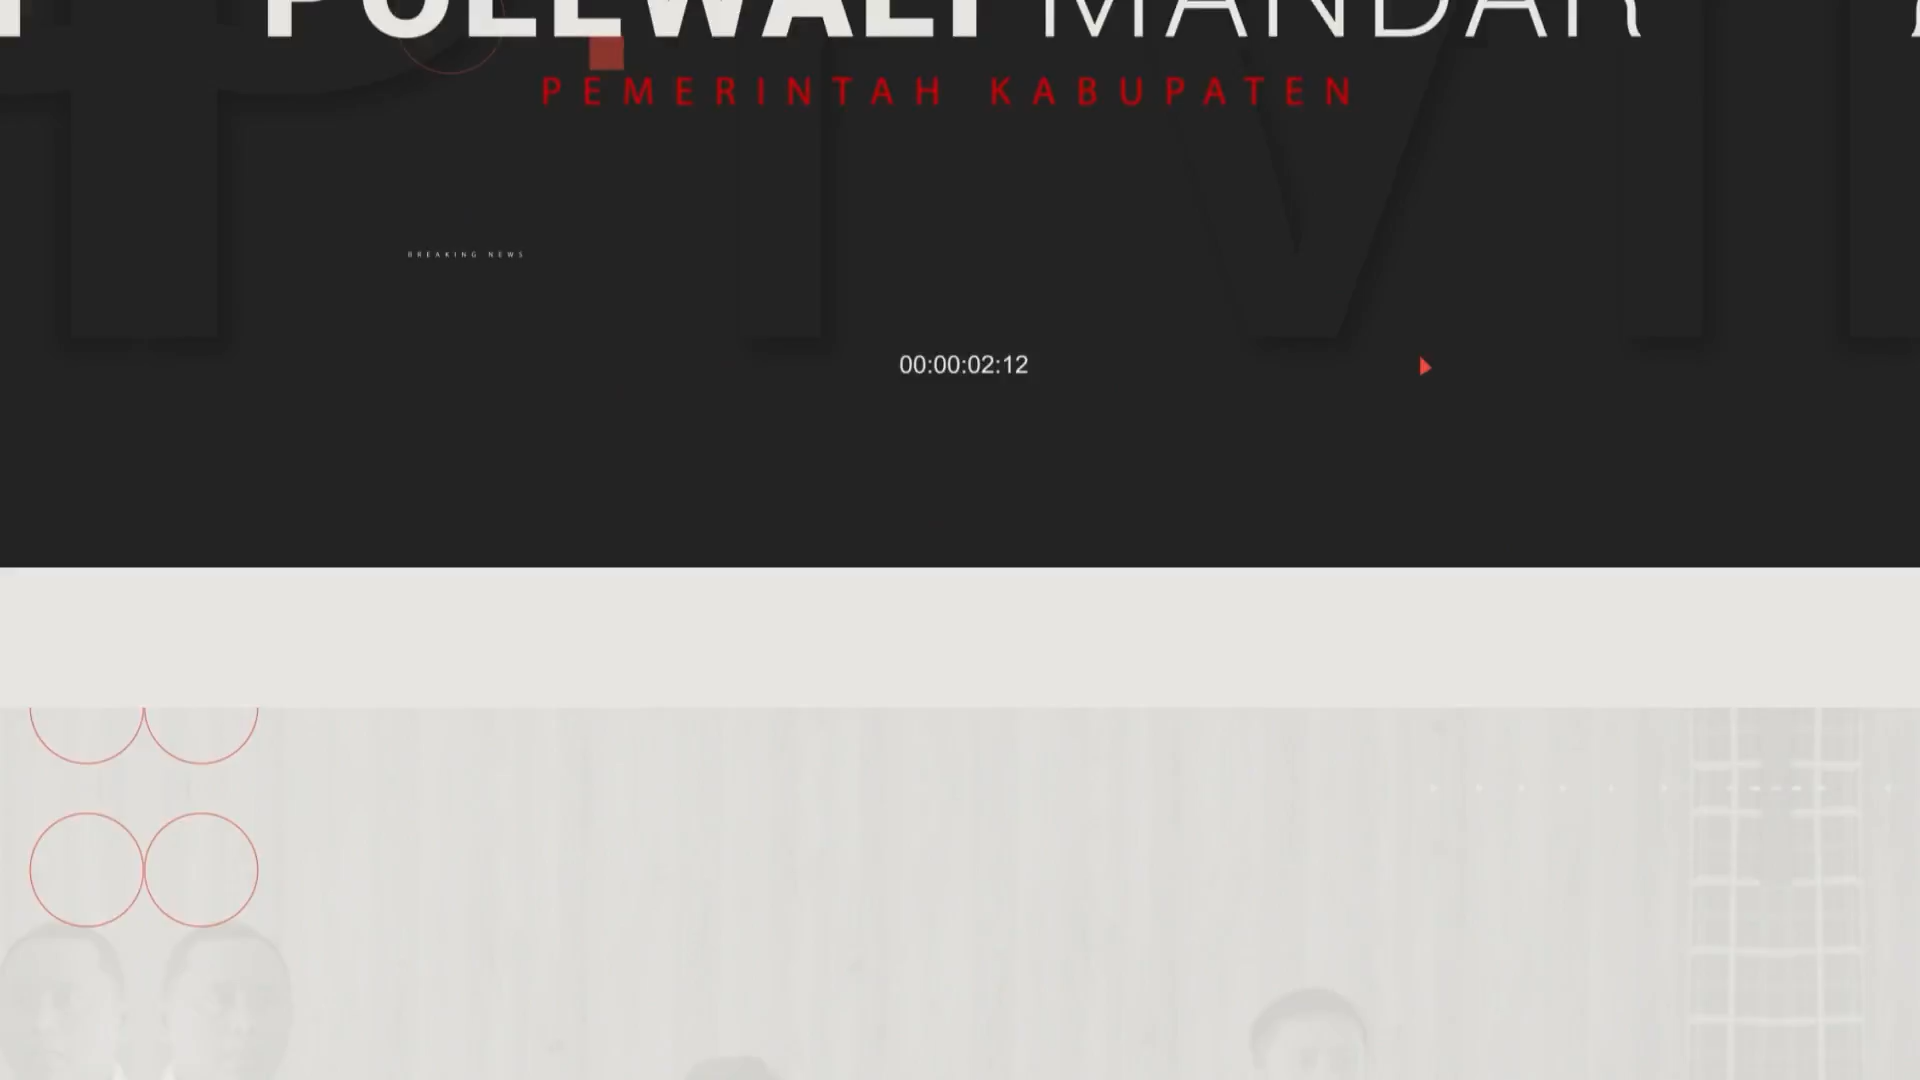 POLEWALI MANDAR
PEMERINTAH KABUPATEN
BREAKING NEWS
00:00:02:12